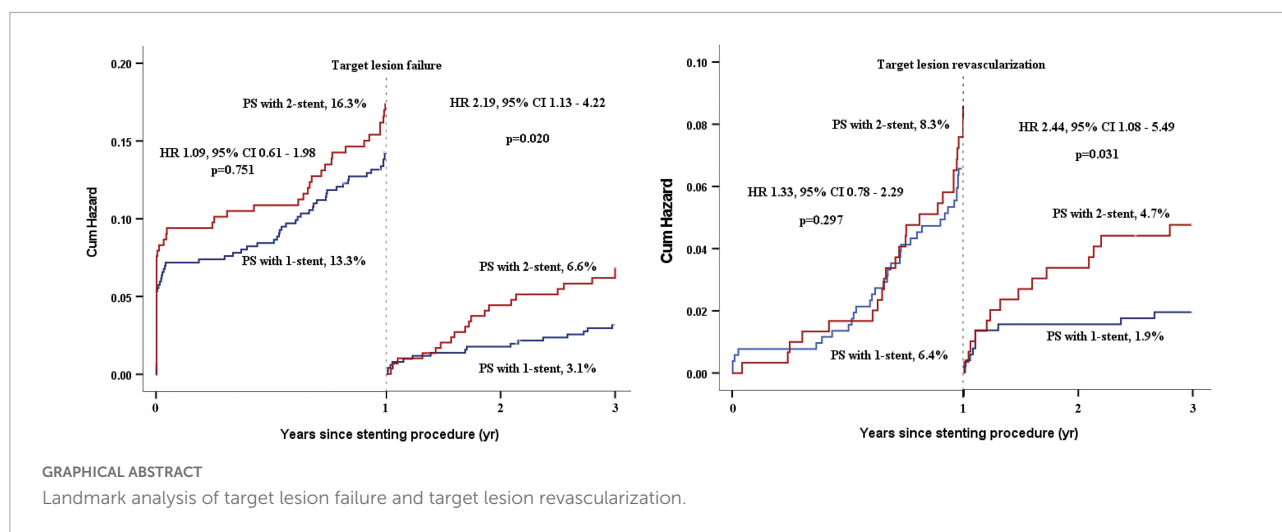 Target lesion failure
0.20
0.15
0.10
0.05
0.00
Cum Hazard
PS with 2-stent, 16.3%
HR 1.09, 95% CI 0.61 - 1.98
p=0.751
PS with 1-stent, 13.3%
HR 2.19, 95% CI 1.13 - 4.22
p=0.020
PS with 2-stent, 6.6%
PS with 1-stent, 3.1%
0 1 2 3
Years since stenting procedure (yr)
Target lesion revascularization
0.10
0.08
0.06
0.04
0.02
0.00
Cum Hazard
PS with 2-stent, 8.3%
HR 1.33, 95% CI 0.78 - 2.29
p=0.297
PS with 1-stent, 6.4%
HR 2.44, 95% CI 1.08 - 5.49
p=0.031
PS with 2-stent, 4.7%
PS with 1-stent, 1.9%
0 1 2 3
Years since stenting procedure (yr)
GRAPHICAL ABSTRACT
Landmark analysis of target lesion failure and target lesion revascularization.